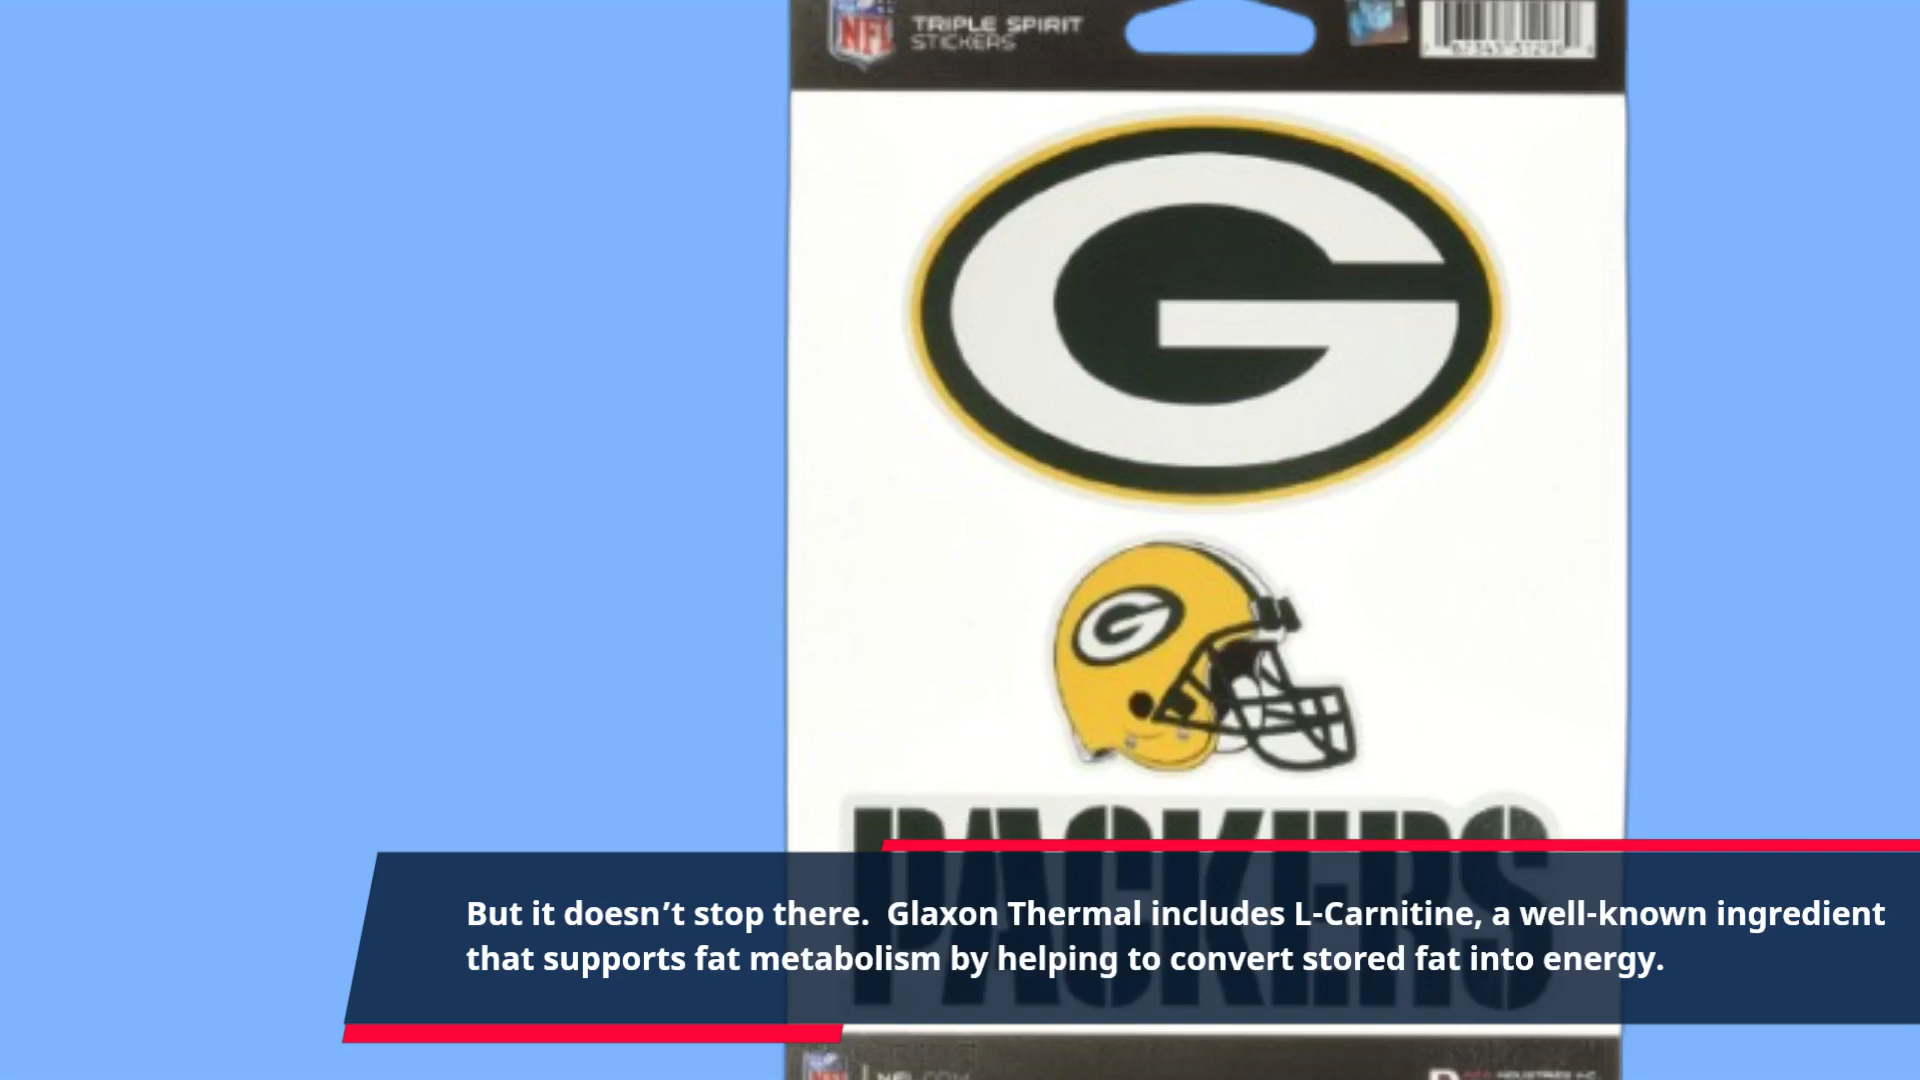 NFL
TRIPLE SPIRIT
STICKERS
G
G
PACKERS
But it doesn’t stop there.  Glaxon Thermal includes L-Carnitine, a well-known ingredient
that supports fat metabolism by helping to convert stored fat into energy.
NFL